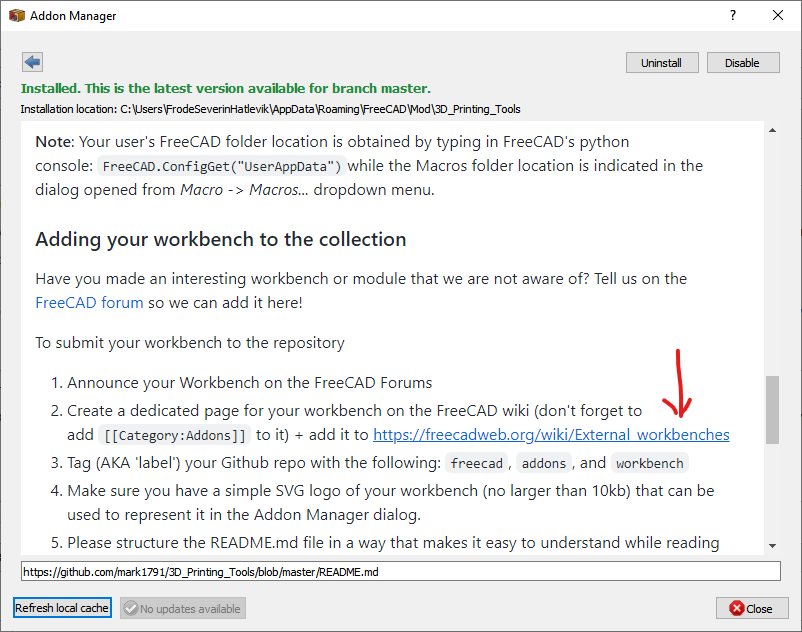 Addon Manager
?
Uninstall
Disable
Installed. This is the latest version available for branch master.
Installation location: C:\Users\FrodeSeverinHatlevik\AppData\Roaming\FreeCAD\Mod\3D_Printing_Tools
Note: Your user's FreeCAD folder location is obtained by typing in FreeCAD's python
console: FreeCAD.ConfigGet("UserAppData") while the Macros folder location is indicated in the
dialog opened from Macro -> Macros... dropdown menu.
Adding your workbench to the collection
Have you made an interesting workbench or module that we are not aware of? Tell us on the
FreeCAD forum so we can add it here!
To submit your workbench to the repository
1. Announce your Workbench on the FreeCAD Forums
2. Create a dedicated page for your workbench on the FreeCAD wiki (don't forget to
add [[Category:Addons]] to it) + add it to https://freecadweb.org/wiki/External_workbenches
3. Tag (AKA 'label') your Github repo with the following: freecad, addons, and workbench
4. Make sure you have a simple SVG logo of your workbench (no larger than 10kb) that can be
used to represent it in the Addon Manager dialog.
5. Please structure the README.md file in a way that makes it easy to understand while reading
https://github.com/mark1791/3D_Printing_Tools/blob/master/README.md
Refresh local cache
No updates available
Close